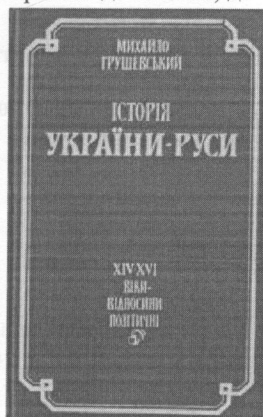 МИХАЙЛО
ГРУШЕВСЬКИЙ
ІСТОРІЯ
УКРАЇНИ-РУСИ
XIV XVI
ВІКИ-
ВІДНОСИНИ
ПОЛІТИЧНІ